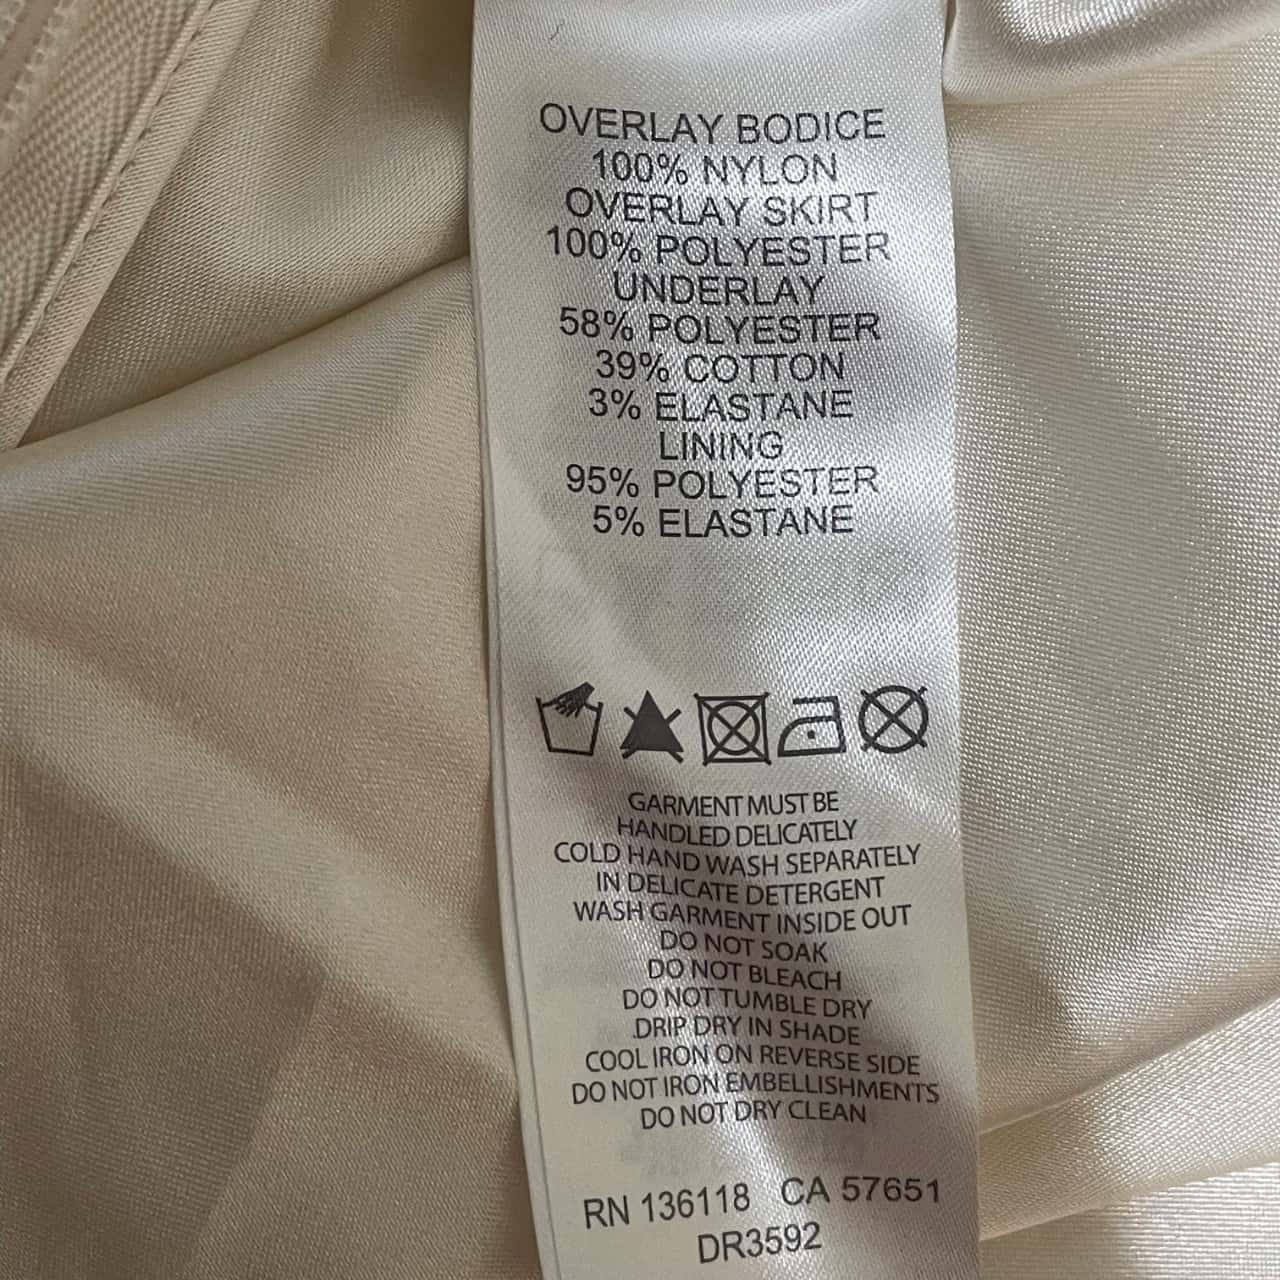 OVERLAY BODICE
100% NYLON
OVERLAY SKIRT
100% POLYESTER
UNDERLAY
58% POLYESTER
39% COTTON
3% ELASTANE
LINING
95% POLYESTER
5% ELASTANE
GARMENT MUST BE
HANDLED DELICATELY
COLD HAND WASH SEPARATELY
IN DELICATE DETERGENT
WASH GARMENT INSIDE OUT
DO NOT SOAK
DO NOT BLEACH
DO NOT TUMBLE DRY
DRIP DRY IN SHADE
COOL IRON ON REVERSE SIDE
DO NOT IRON EMBELLISHMENTS
DO NOT DRY CLEAN
RN 136118 CA 57651
DR3592